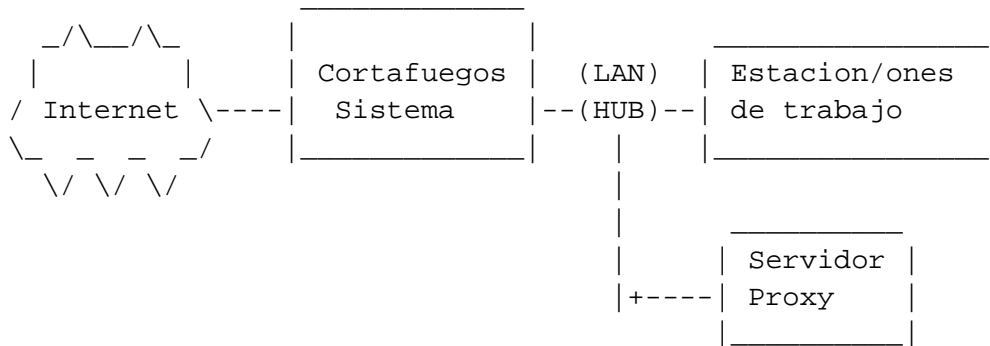 Cortafuegos (LAN) Estacion/ones
Internet Sistema (HUB) de trabajo
Servidor
Proxy